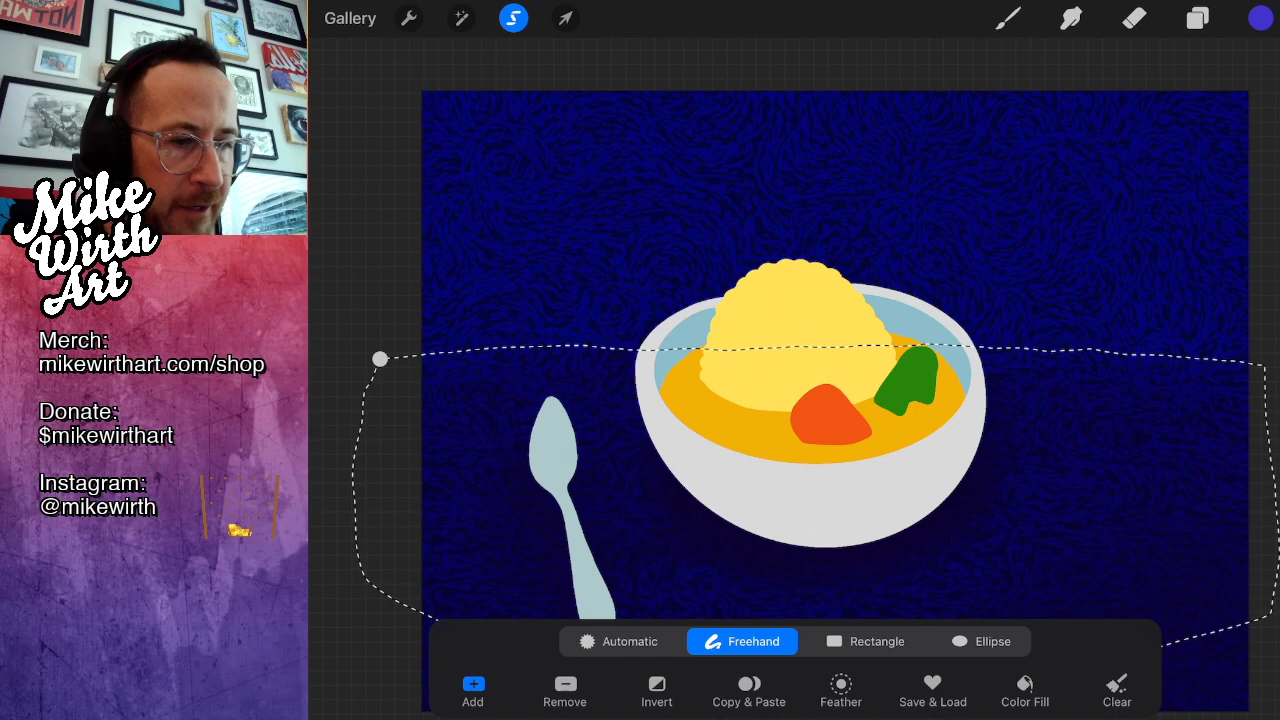 Gallery
Mike
Wirth
Art
Merch:
mikewirthart.com/shop
Donate:
$mikewirthart
Instagram:
@mikewirth
Automatic
Freehand
Rectangle
Ellipse
Add
Remove
Invert
Copy & Paste
Feather
Save & Load
Color Fill
Clear